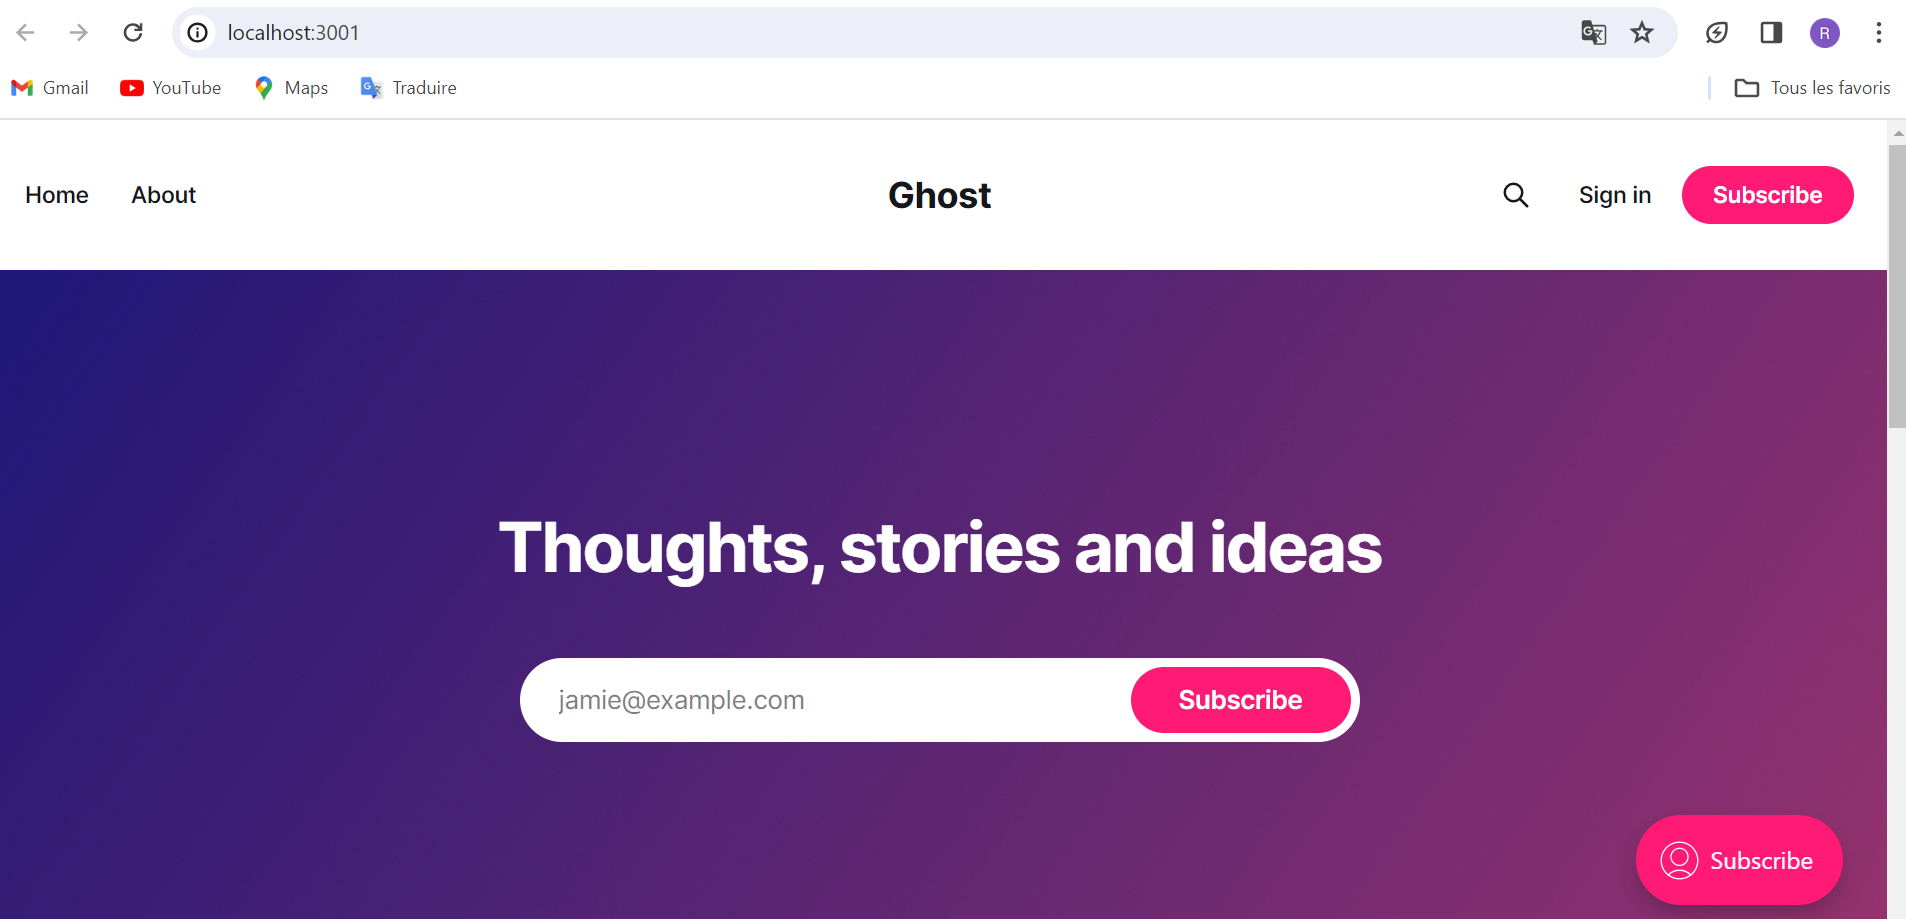 localhost:3001
Gmail YouTube Maps Traduire Tous les favoris
Home About Ghost Sign in Subscribe
Thoughts, stories and ideas
jamie@example.com Subscribe
Subscribe